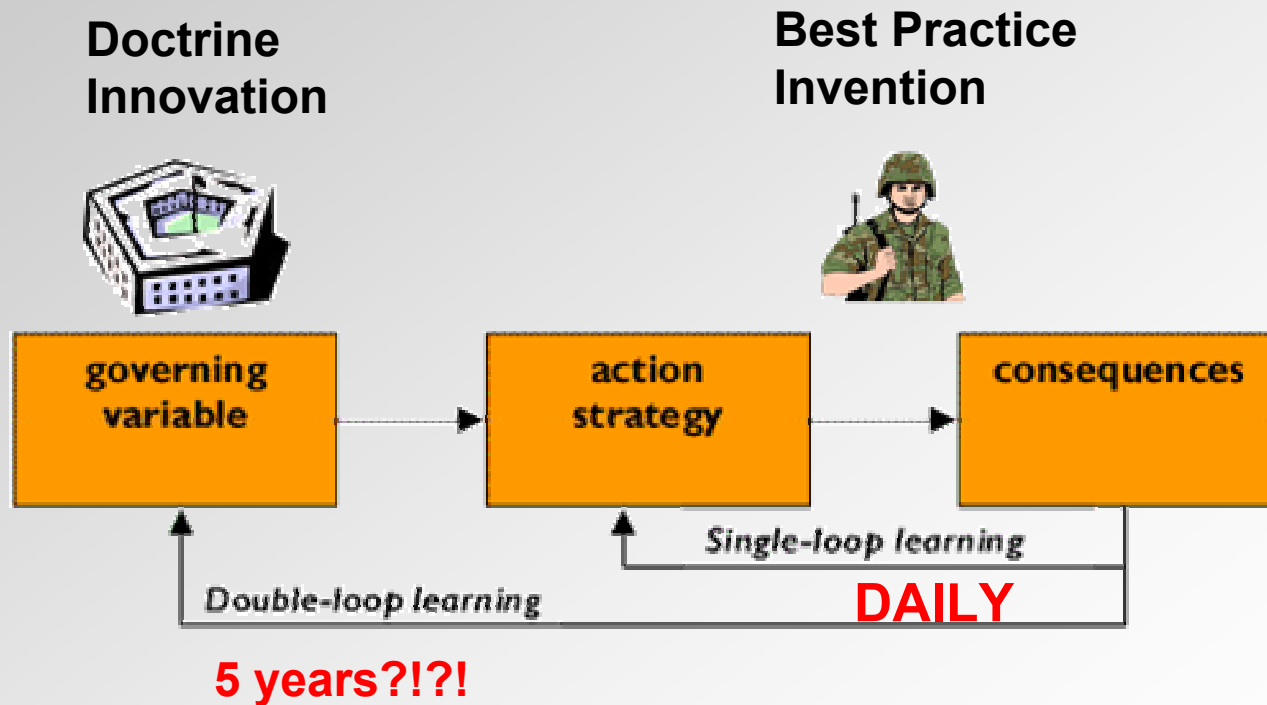 Doctrine
Innovation
Best Practice
Invention
governing
variable
action
strategy
consequences
Single-loop learning
DAILY
Double-loop learning
5 years?!?!